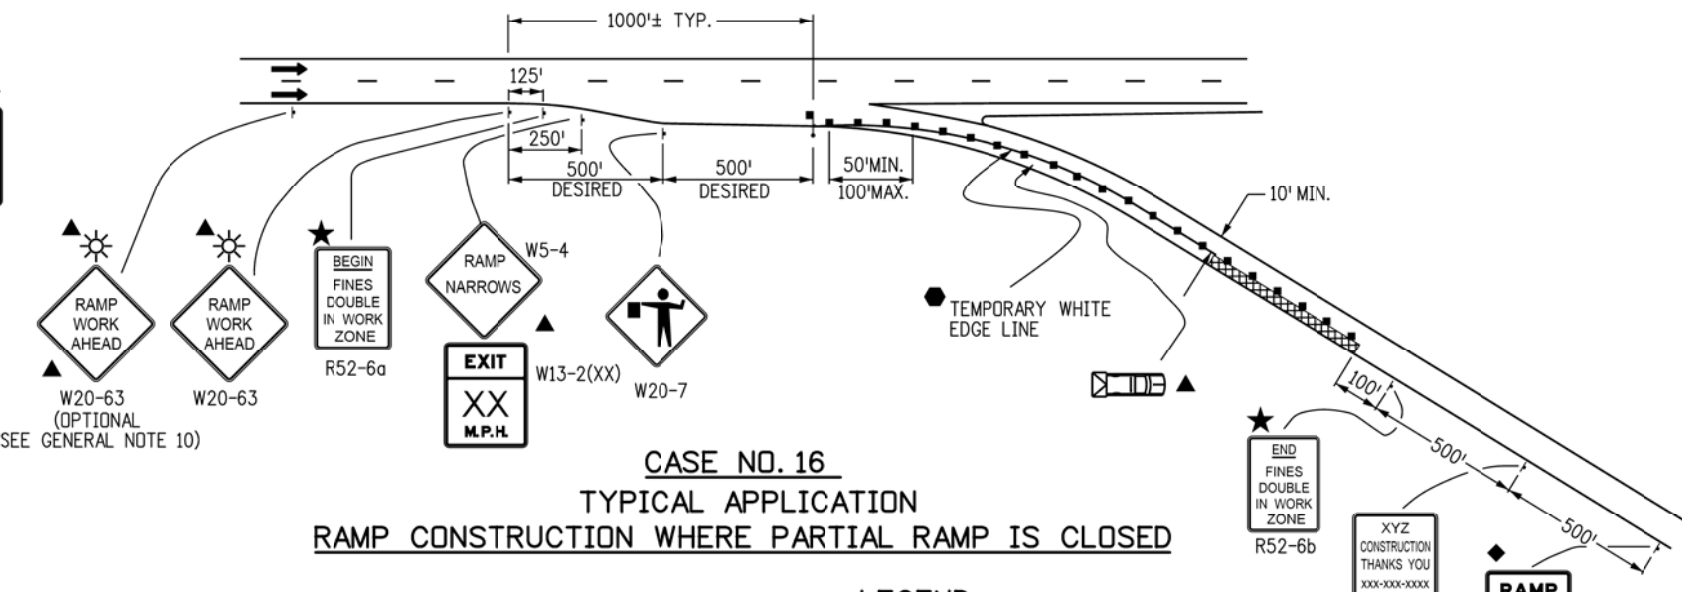 1000'± TYP.
125'
250'
500'
DESIRED
500'
DESIRED
50'MIN.
100'MAX.
10' MIN.
RAMP
WORK
AHEAD
W20-63
(OPTIONAL
SEE GENERAL NOTE 10)
RAMP
WORK
AHEAD
W20-63
BEGIN
FINES
DOUBLE
IN WORK
ZONE
R52-6a
RAMP
NARROWS
W5-4
EXIT
XX
M.P.H.
W13-2(XX)
W20-7
TEMPORARY WHITE
EDGE LINE
100'
500'
500'
END
FINES
DOUBLE
IN WORK
ZONE
R52-6b
XYZ
CONSTRUCTION
THANKS YOU
xxx-xxx-xxxx
RAMP
CASE NO. 16
TYPICAL APPLICATION
RAMP CONSTRUCTION WHERE PARTIAL RAMP IS CLOSED
LEGEND